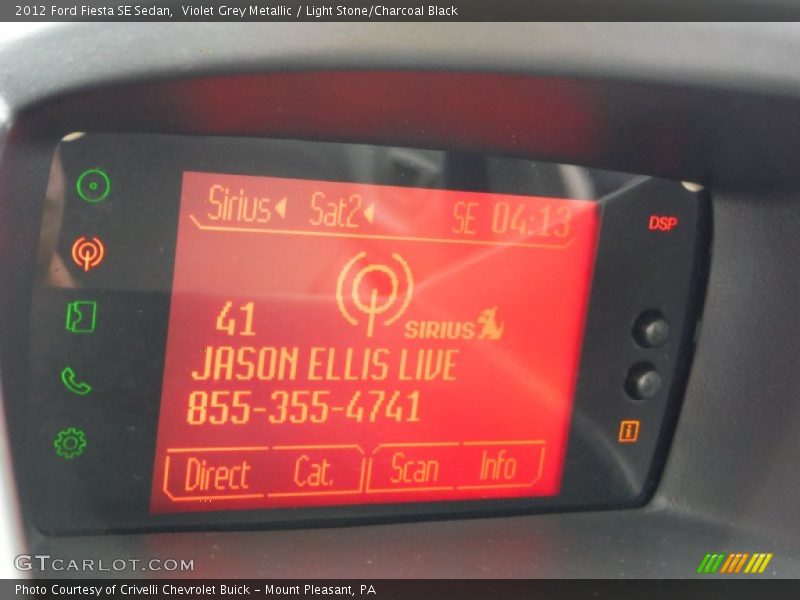 2012 Ford Fiesta SE Sedan, Violet Grey Metallic / Light Stone/Charcoal Black
Sirius Sat2 SE 04:13
DSP
SIRIUS
41
JASON ELLIS LIVE
855-355-4741
i
Direct Cat. Scan Info
GTCARLOT.COM
Photo Courtesy of Crivelli Chevrolet Buick - Mount Pleasant, PA